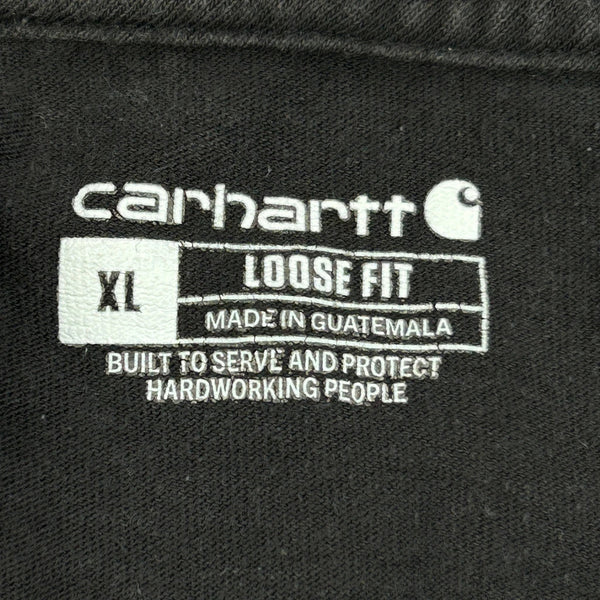 carhartt
XL
LOOSE FIT
MADE IN GUATEMALA
BUILT TO SERVE AND PROTECT
HARDWORKING PEOPLE